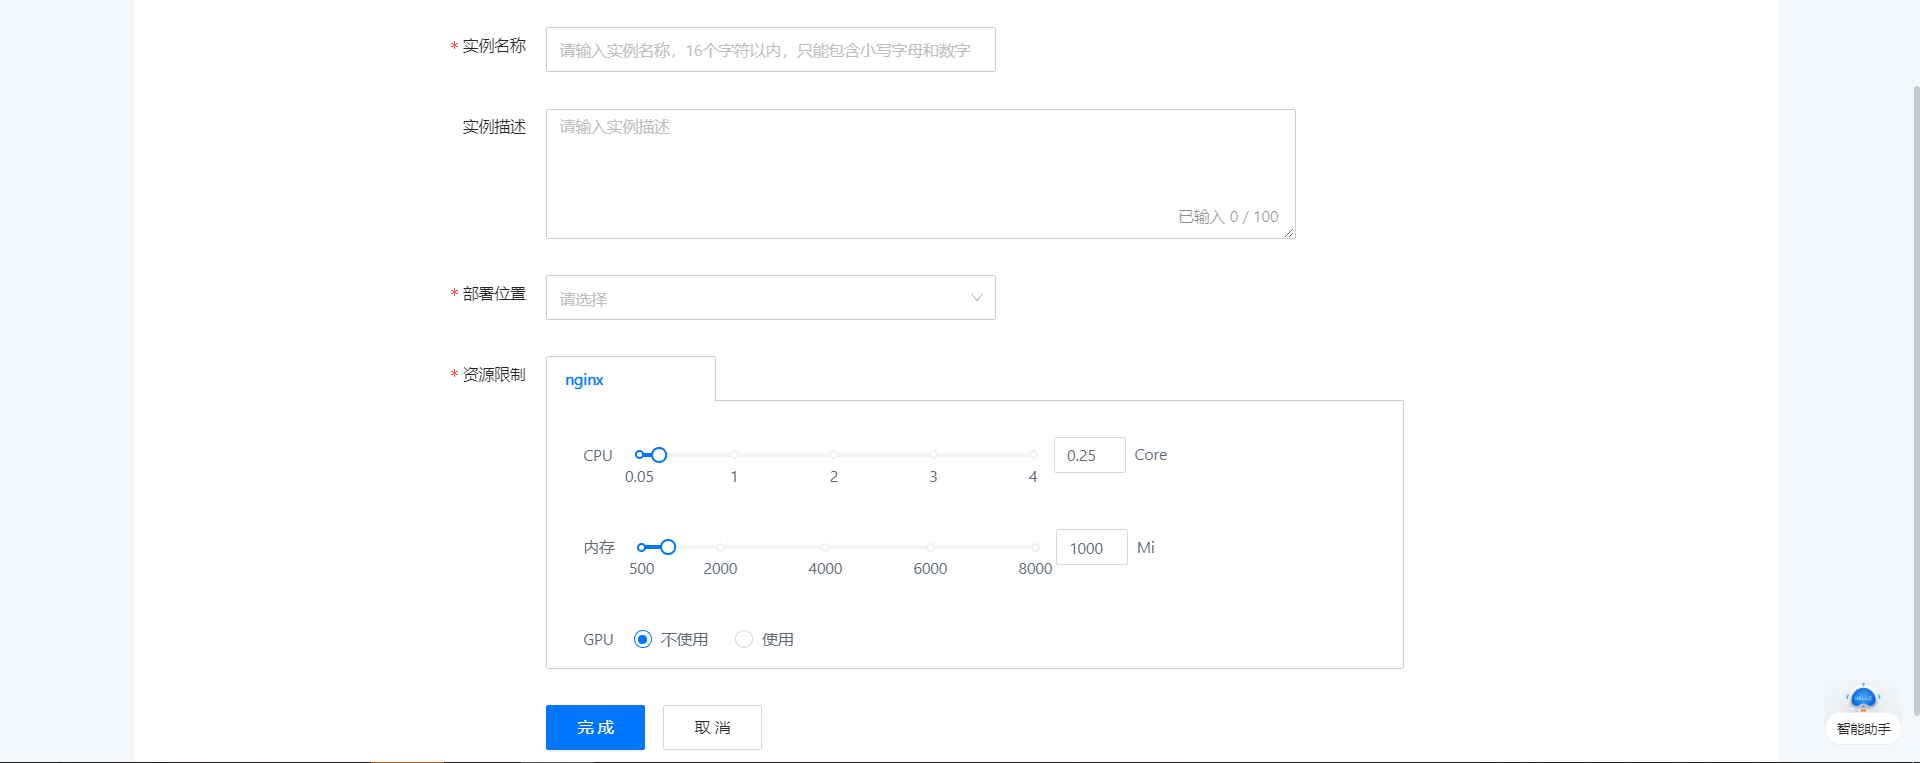 * 实例名称
请输入实例名称，16个字符以内，只能包含小写字母和数字
实例描述
请输入实例描述
已输入 0 / 100
* 部署位置
请选择
* 资源限制
nginx
CPU
0.05 1 2 3 4
0.25 Core
内存
500 2000 4000 6000 8000
1000 Mi
GPU 不使用 使用
完 成 取 消
HELLO
智能助手